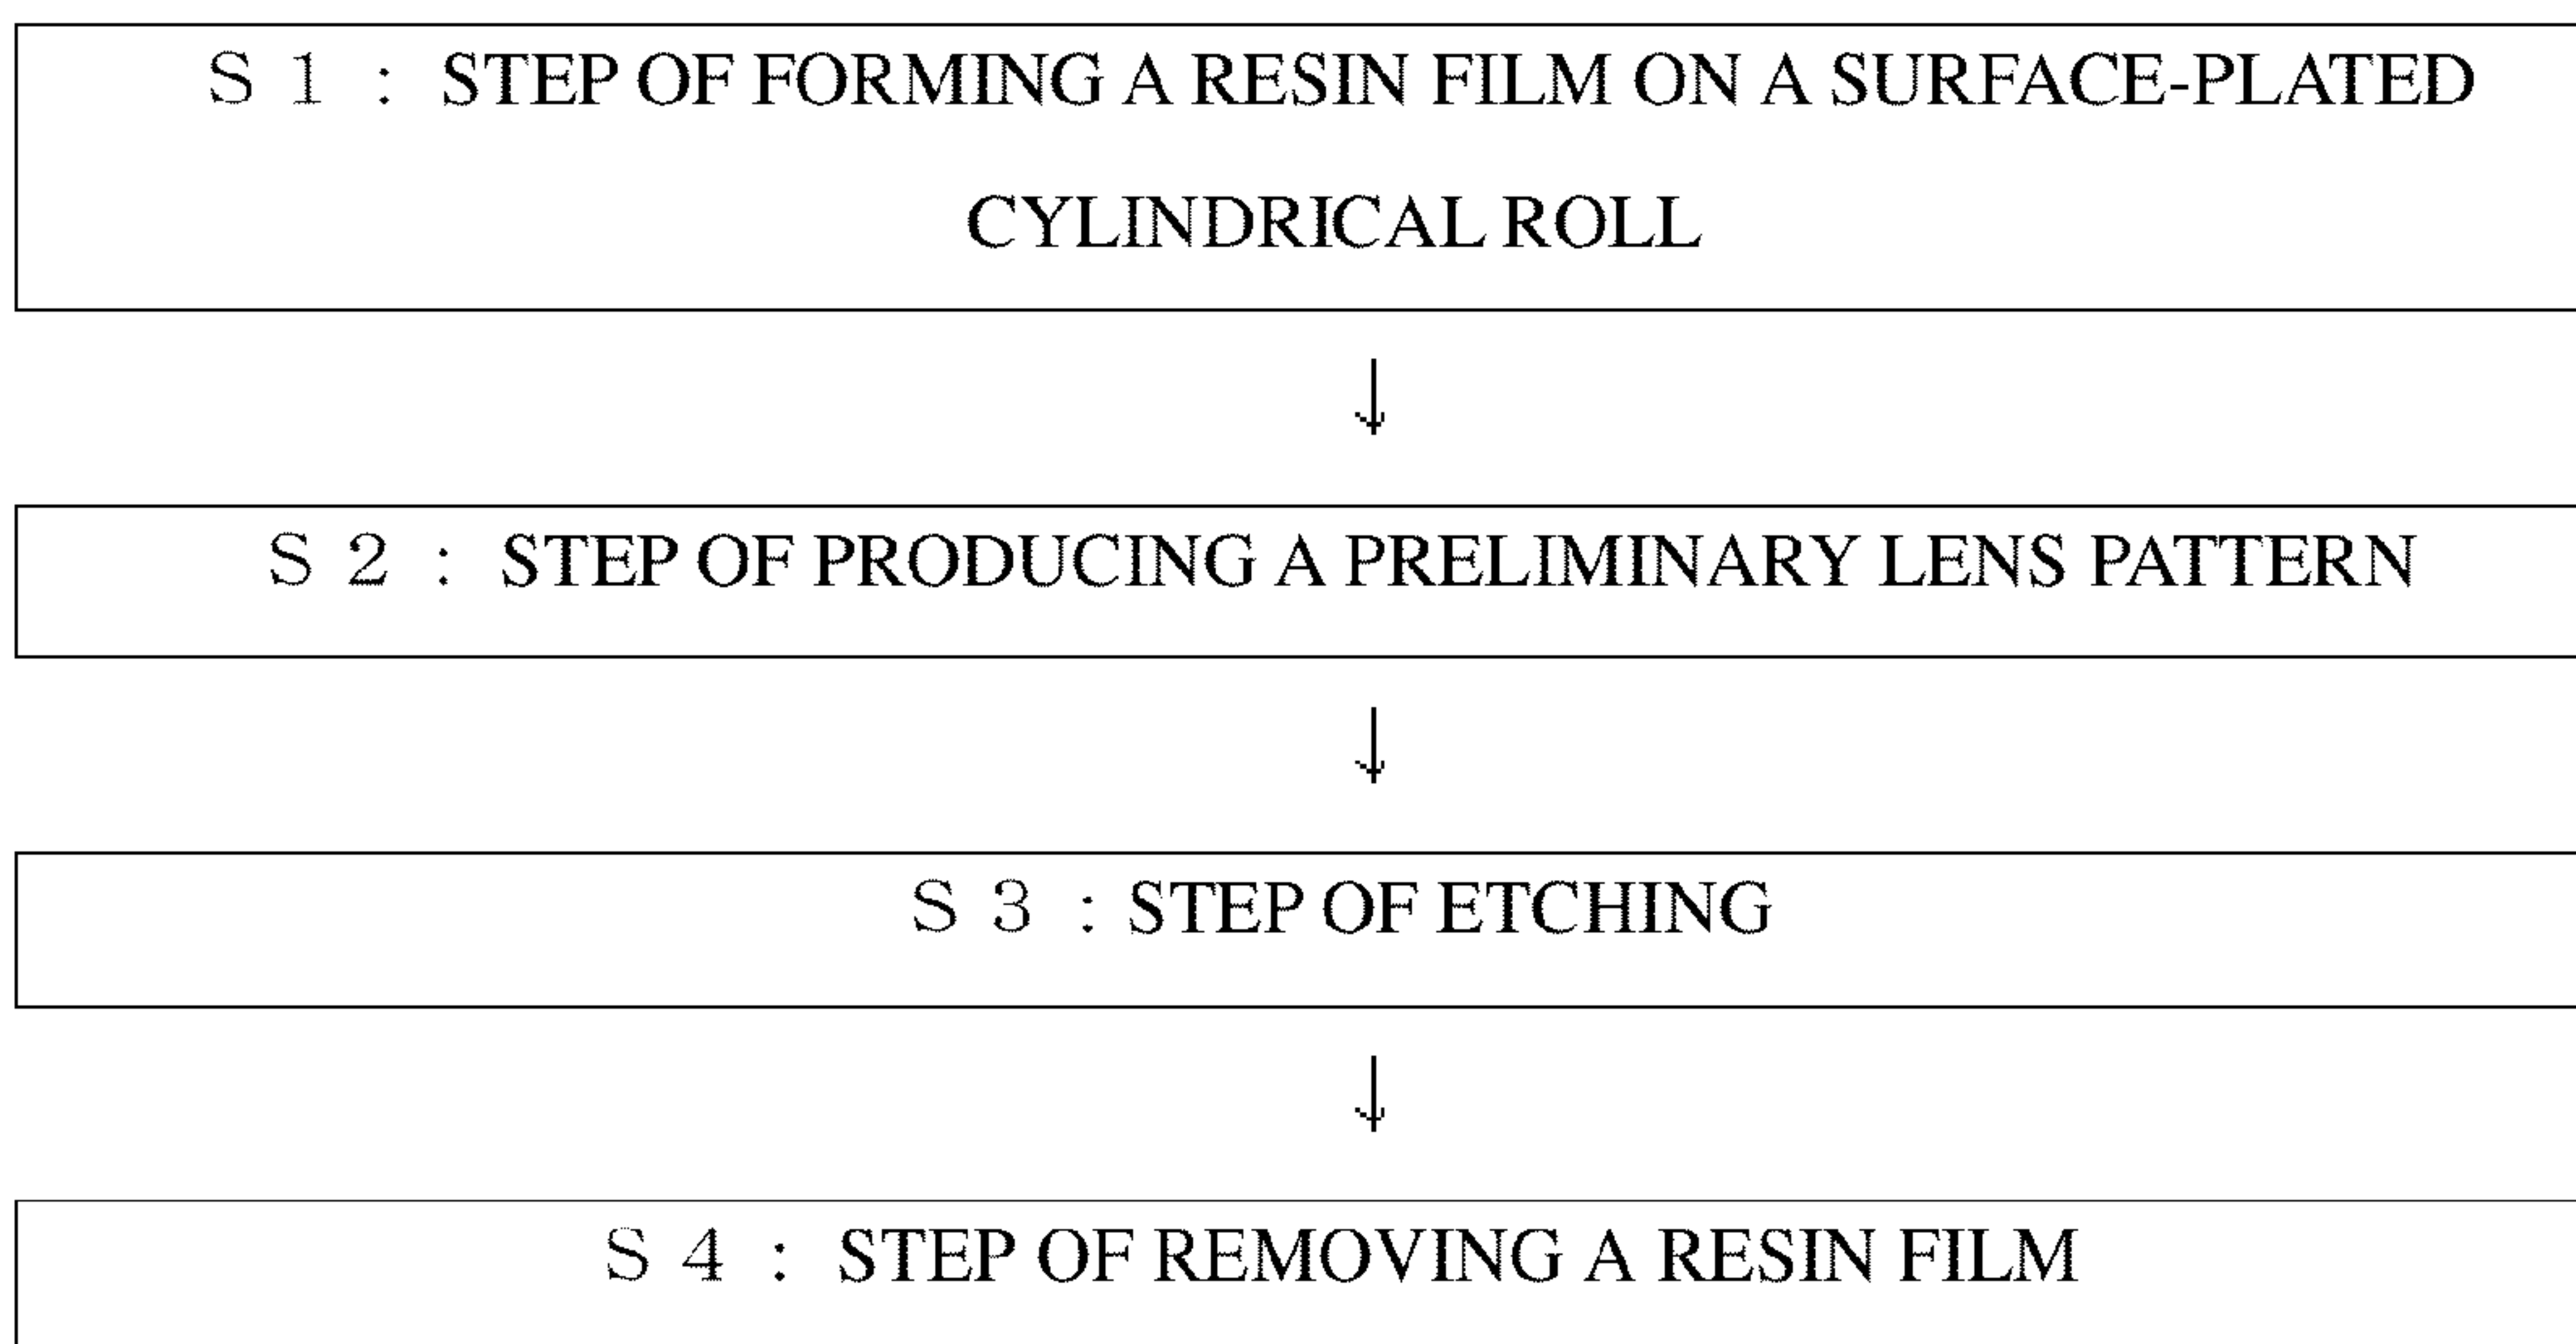 S 1 : STEP OF FORMING A RESIN FILM ON A SURFACE-PLATED
CYLINDRICAL ROLL
↓
S 2 : STEP OF PRODUCING A PRELIMINARY LENS PATTERN
↓
S 3 : STEP OF ETCHING
↓
S 4 : STEP OF REMOVING A RESIN FILM